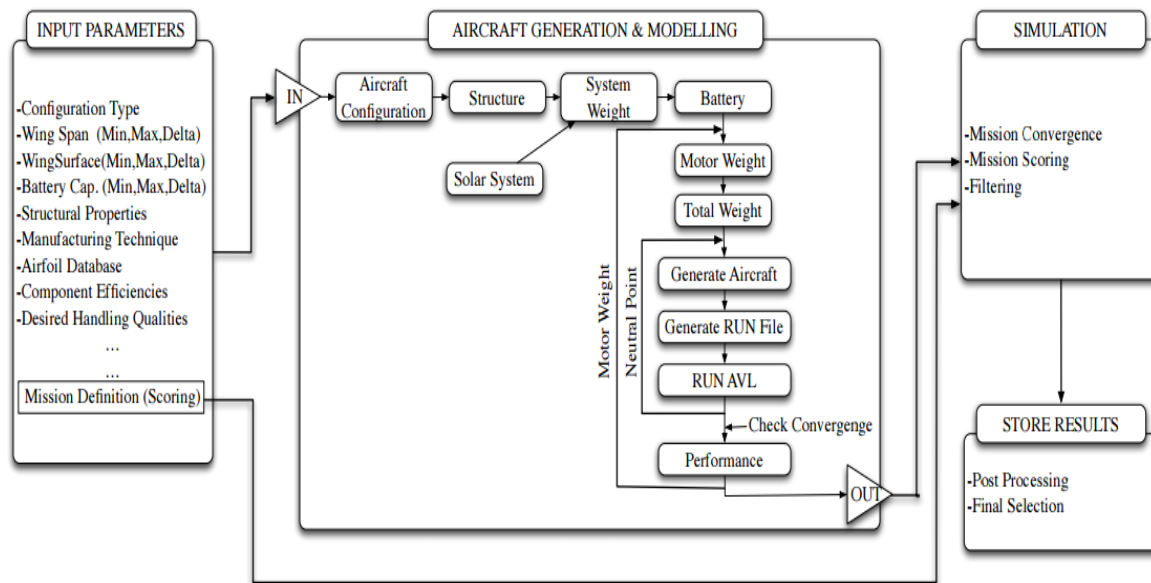 INPUT PARAMETERS
-Configuration Type
-Wing Span (Min,Max,Delta)
-WingSurface(Min,Max,Delta)
-Battery Cap. (Min,Max,Delta)
-Structural Properties
-Manufacturing Technique
-Airfoil Database
-Component Efficiencies
-Desired Handling Qualities
...
...
Mission Definition (Scoring)
AIRCRAFT GENERATION & MODELLING
IN
Aircraft
Configuration
Structure
System
Weight
Battery
Solar System
Motor Weight
Total Weight
Generate Aircraft
Generate RUN File
RUN AVL
Check Convergenge
Performance
Motor Weight
Neutral Point
OUT
SIMULATION
-Mission Convergence
-Mission Scoring
-Filtering
STORE RESULTS
-Post Processing
-Final Selection